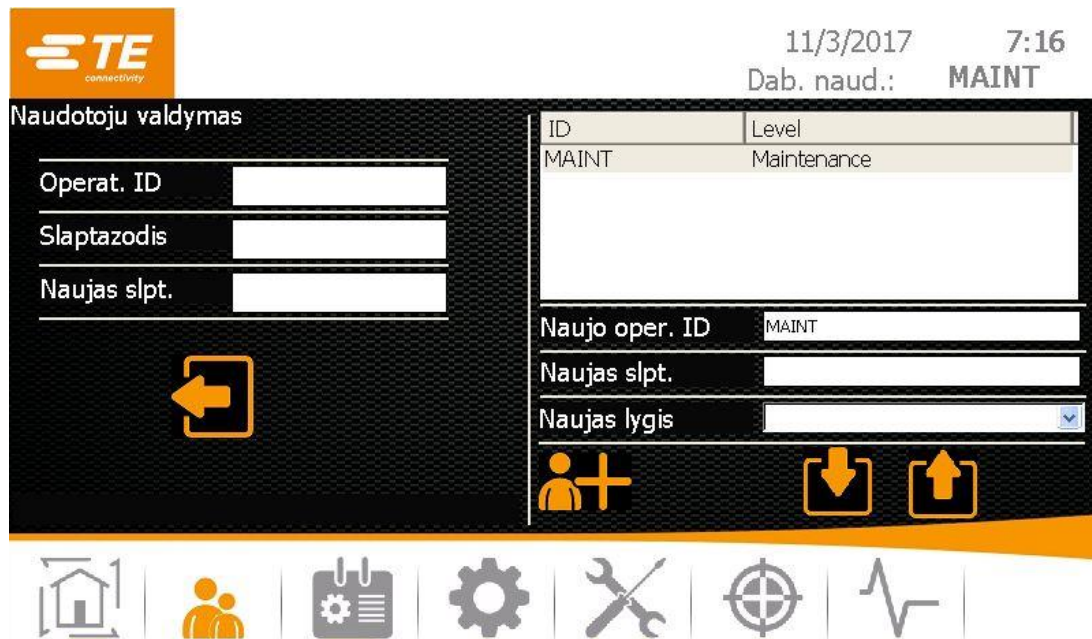 TE
connectivity
11/3/2017 7:16
Dab. naud.: MAINT
Naudotoju valdymas
Operat. ID
Slaptazodis
Naujas slpt.
ID Level
MAINT Maintenance
Naujo oper. ID MAINT
Naujas slpt.
Naujas lygis